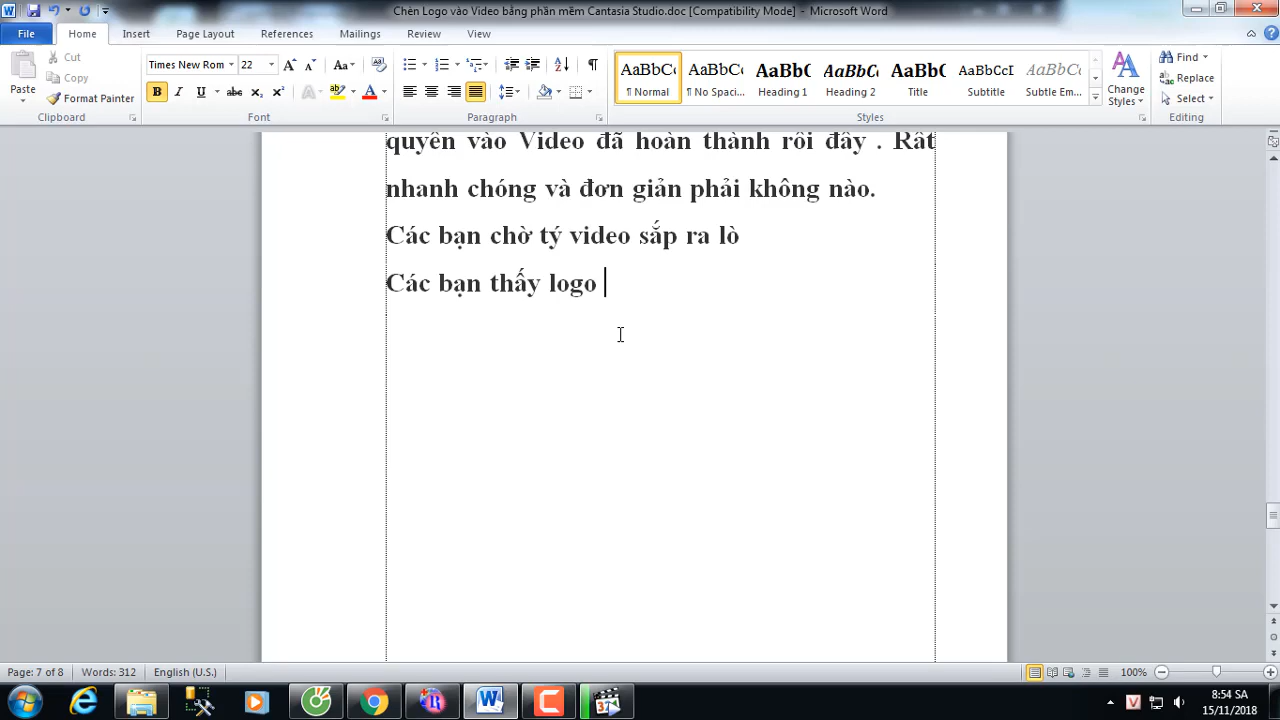 Chèn Logo vào Video bằng phần mềm Cantasia Studio.doc [Compatibility Mode] - Microsoft Word
File Home Insert Page Layout References Mailings Review View
Cut
Copy
Format Painter
Paste
Clipboard
Times New Rom 22
Font
Paragraph
AaBbCc AaBbCc AaBbC AaBbCc AaBbC AaBbCcI AaBbCc
¶ Normal ¶ No Spaci... Heading 1 Heading 2 Title Subtitle Subtle Em...
Change Styles
Styles
Find
Replace
Select
Editing
quyền vào Video đã hoàn thành rồi đây . Rất
nhanh chóng và đơn giản phải không nào.
Các bạn chờ tý video sắp ra lò
Các bạn thấy logo
Page: 7 of 8 Words: 312 English (U.S.) 100%
8:54 SA
15/11/2018